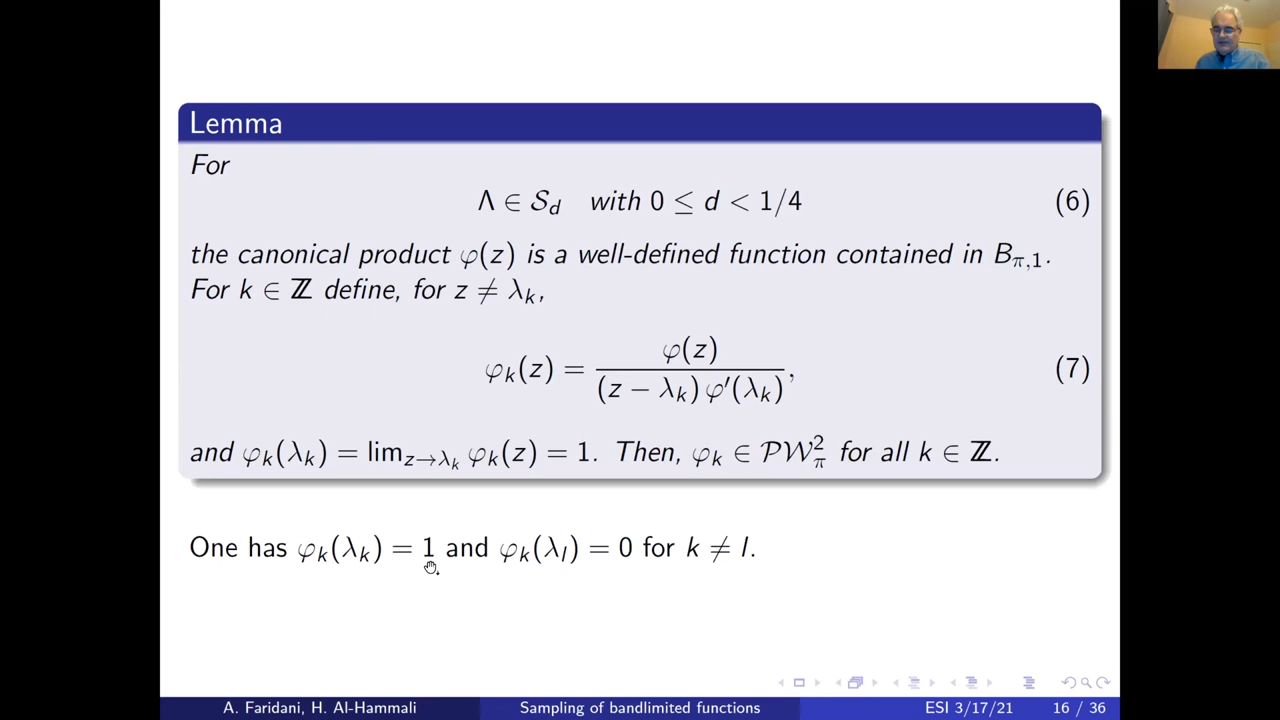 Lemma
For
Λ ∈ 𝒮_d with 0 ≤ d < 1/4 (6)
the canonical product φ(z) is a well-defined function contained in B_{π,1}.
For k ∈ ℤ define, for z ≠ λ_k,
φ_k(z) = φ(z) / ((z − λ_k) φ′(λ_k)), (7)
and φ_k(λ_k) = lim_{z→λ_k} φ_k(z) = 1. Then, φ_k ∈ 𝒫𝒲²_π for all k ∈ ℤ.
One has φ_k(λ_k) = 1 and φ_k(λ_l) = 0 for k ≠ l.
A. Faridani, H. Al-Hammali Sampling of bandlimited functions ESI 3/17/21 16 / 36